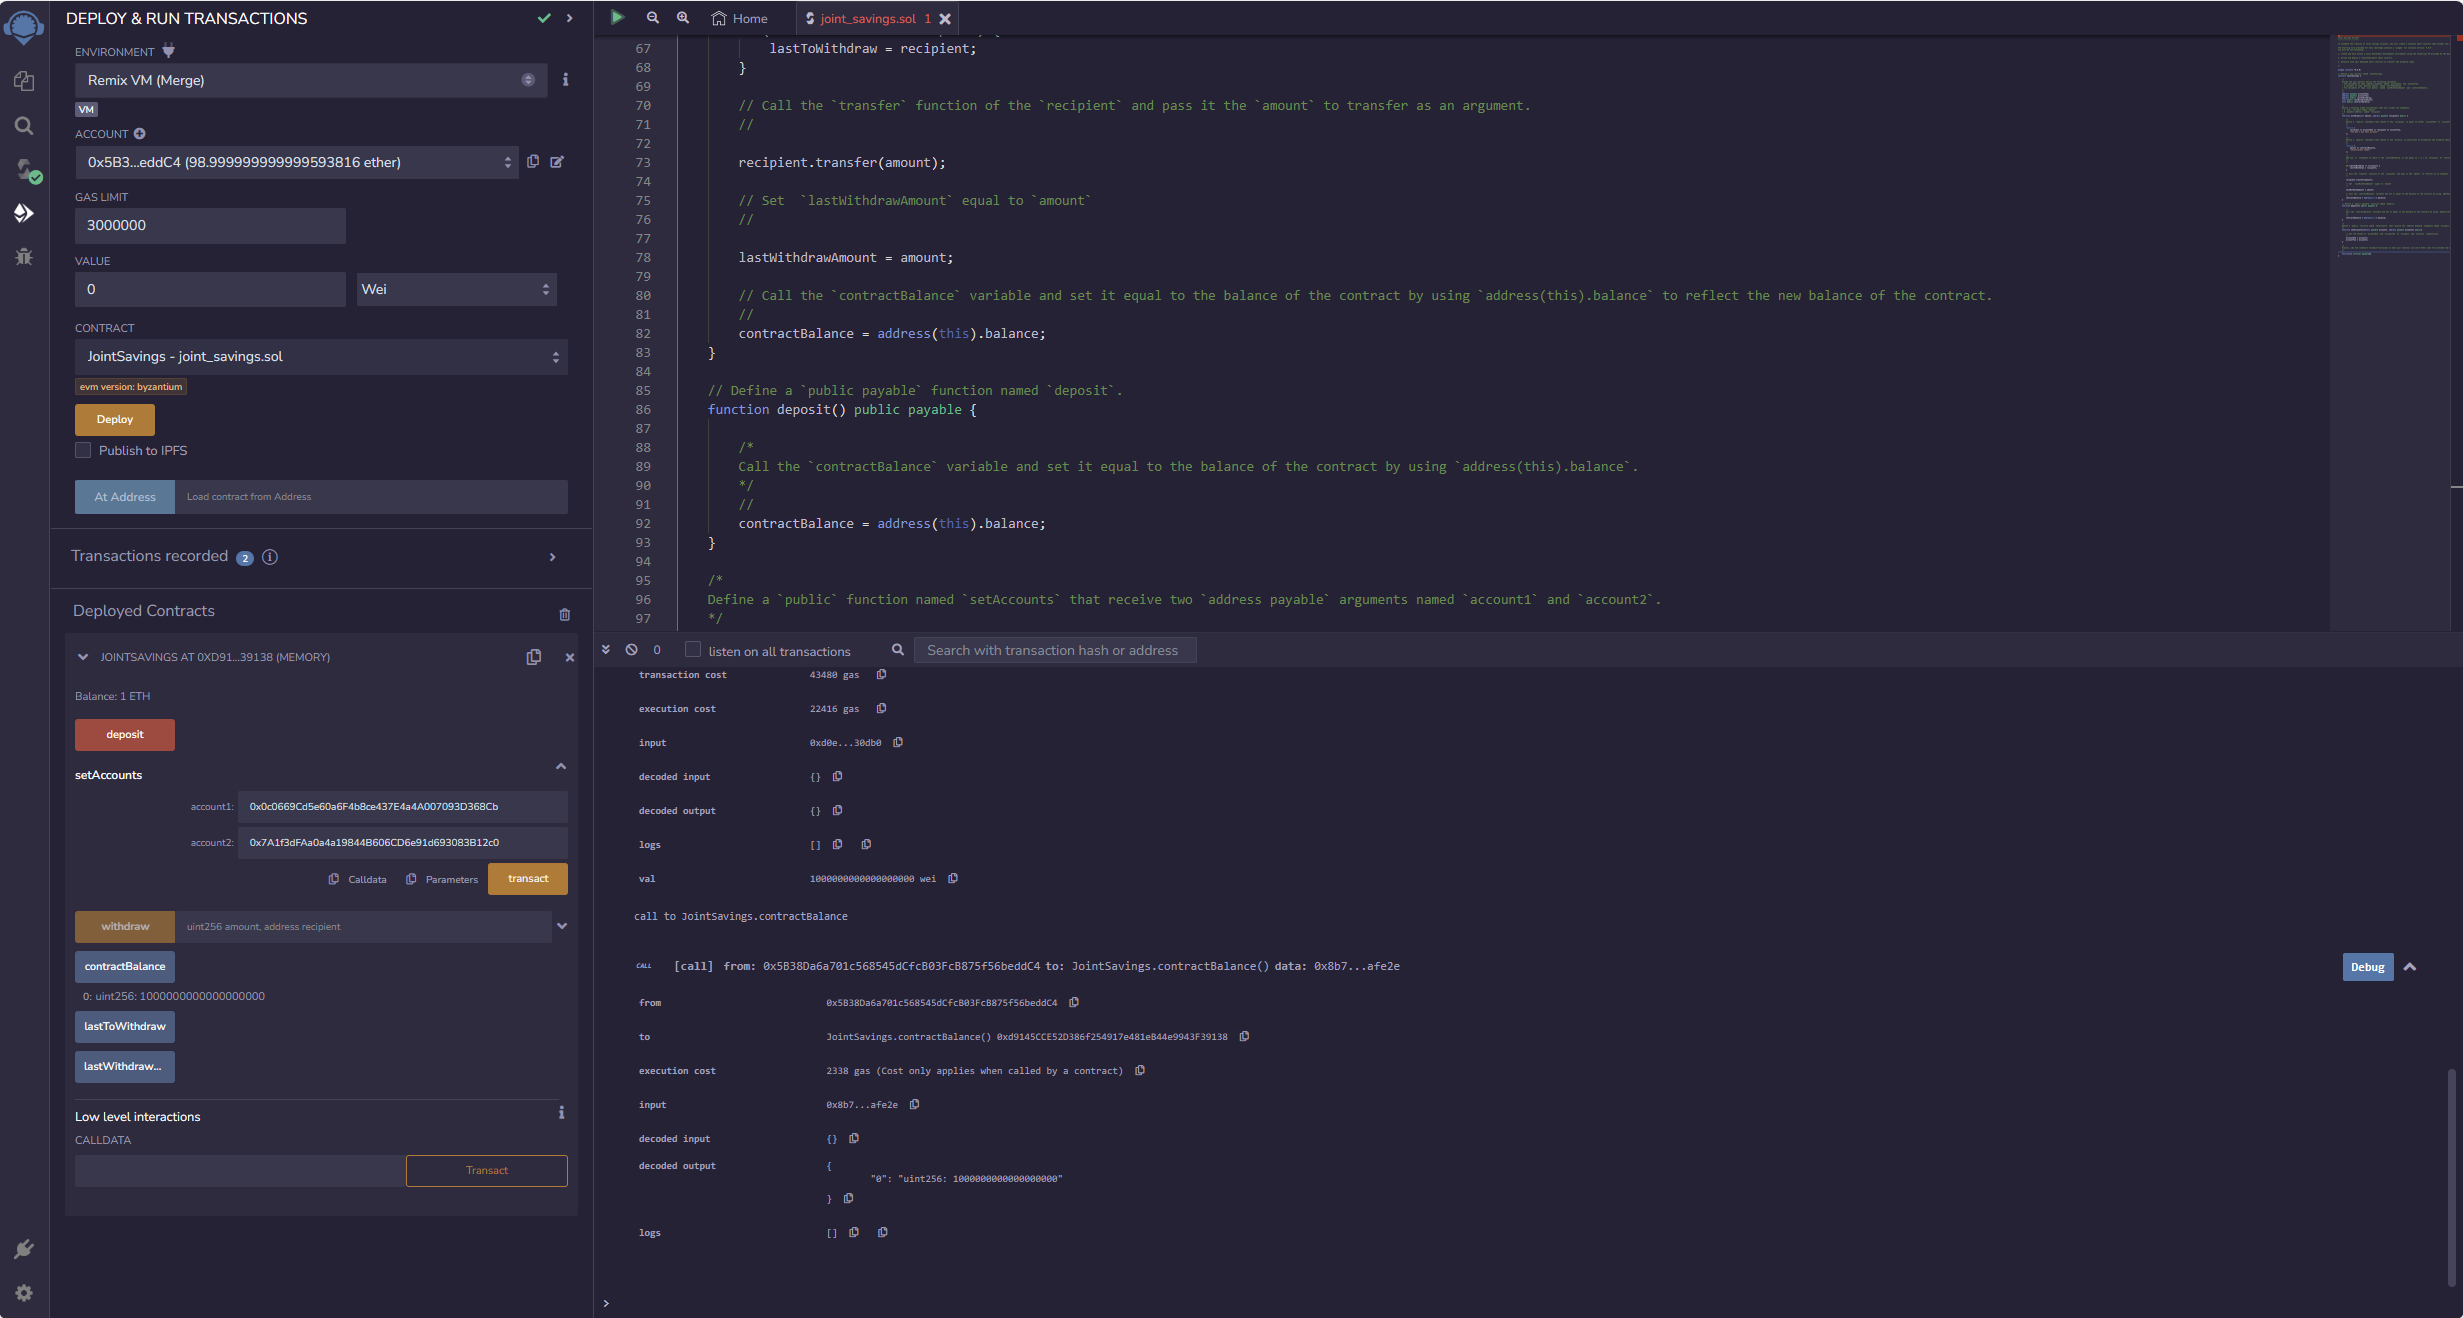 DEPLOY & RUN TRANSACTIONS
ENVIRONMENT
Remix VM (Merge)
VM
ACCOUNT
0x5B3...eddC4 (98.999999999999593816 ether)
GAS LIMIT
3000000
VALUE
0
Wei
CONTRACT
JointSavings - joint_savings.sol
evm version: byzantium
Deploy
Publish to IPFS
At Address
Load contract from Address
Transactions recorded 2
Deployed Contracts
JOINTSAVINGS AT 0XD91...39138 (MEMORY)
Balance: 1 ETH
deposit
setAccounts
account1: 0x0c0669Cd5e60a6F4b8ce437E4a4A007093D368Cb
account2: 0x7A1f3dFAa0a4a19844B606CD6e91d693083B12c0
Calldata Parameters transact
withdraw uint256 amount, address recipient
contractBalance
0: uint256: 1000000000000000000
lastToWithdraw
lastWithdraw...
Low level interactions
CALLDATA
Transact
Home
joint_savings.sol 1
67 lastToWithdraw = recipient;
68 }
69
70 // Call the `transfer` function of the `recipient` and pass it the `amount` to transfer as an argument.
71 //
72
73 recipient.transfer(amount);
74
75 // Set  `lastWithdrawAmount` equal to `amount`
76 //
77
78 lastWithdrawAmount = amount;
79
80 // Call the `contractBalance` variable and set it equal to the balance of the contract by using `address(this).balance` to reflect the new balance of the contract.
81 //
82 contractBalance = address(this).balance;
83 }
84
85 // Define a `public payable` function named `deposit`.
86 function deposit() public payable {
87
88 /*
89 Call the `contractBalance` variable and set it equal to the balance of the contract by using `address(this).balance`.
90 */
91 //
92 contractBalance = address(this).balance;
93 }
94
95 /*
96 Define a `public` function named `setAccounts` that receive two `address payable` arguments named `account1` and `account2`.
97 */
0 listen on all transactions
Search with transaction hash or address
transaction cost 43480 gas
execution cost 22416 gas
input 0xd0e...30db0
decoded input {}
decoded output {}
logs []
val 1000000000000000000 wei
call to JointSavings.contractBalance
CALL [call] from: 0x5B38Da6a701c568545dCfcB03FcB875f56beddC4 to: JointSavings.contractBalance() data: 0x8b7...afe2e
Debug
from 0x5B38Da6a701c568545dCfcB03FcB875f56beddC4
to JointSavings.contractBalance() 0xd9145CCE52D386f254917e481eB44e9943F39138
execution cost 2338 gas (Cost only applies when called by a contract)
input 0x8b7...afe2e
decoded input {}
decoded output {
"0": "uint256: 1000000000000000000"
}
logs []
>